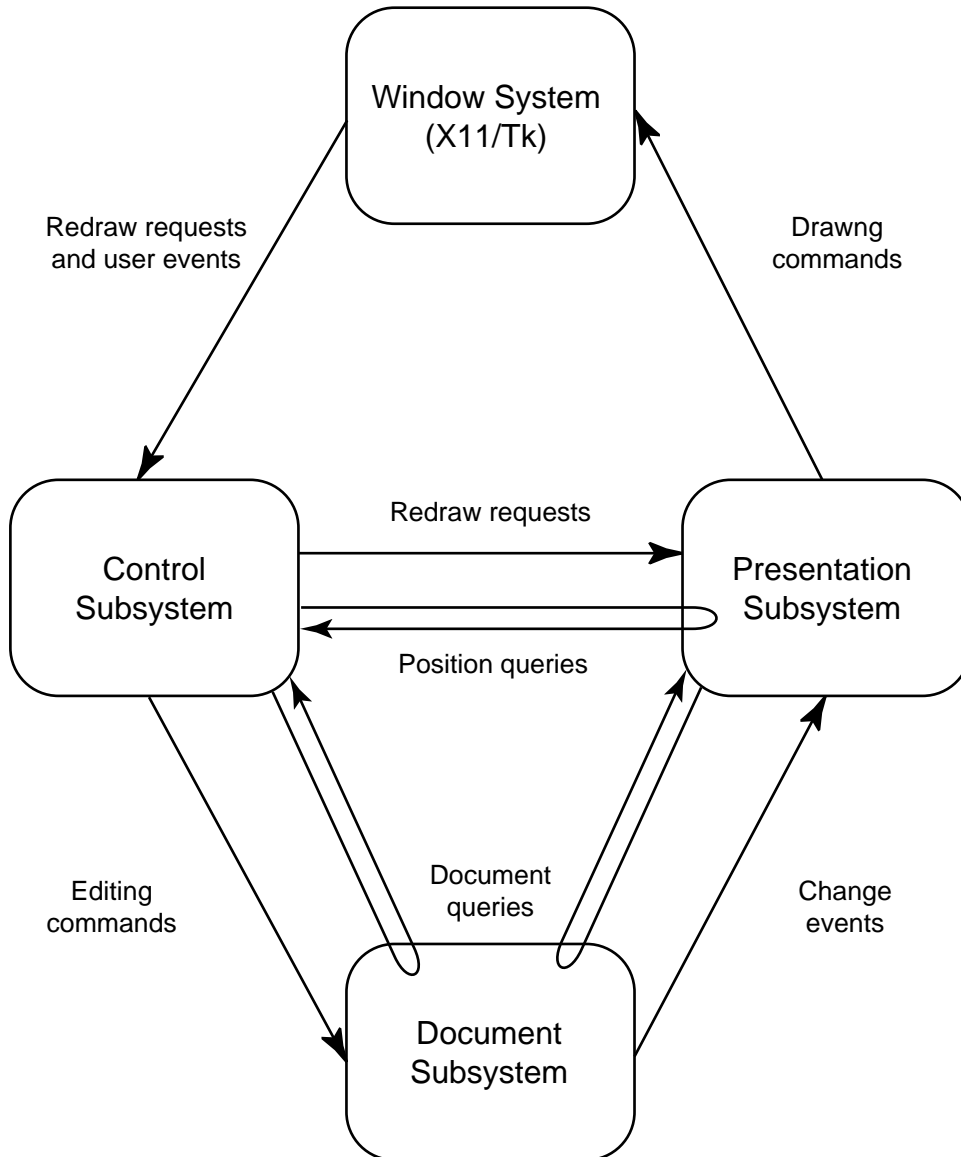 Window System
(X11/Tk)
Redraw requests
and user events
Drawng
commands
Redraw requests
Control
Subsystem
Presentation
Subsystem
Position queries
Editing
commands
Document
queries
Change
events
Document
Subsystem